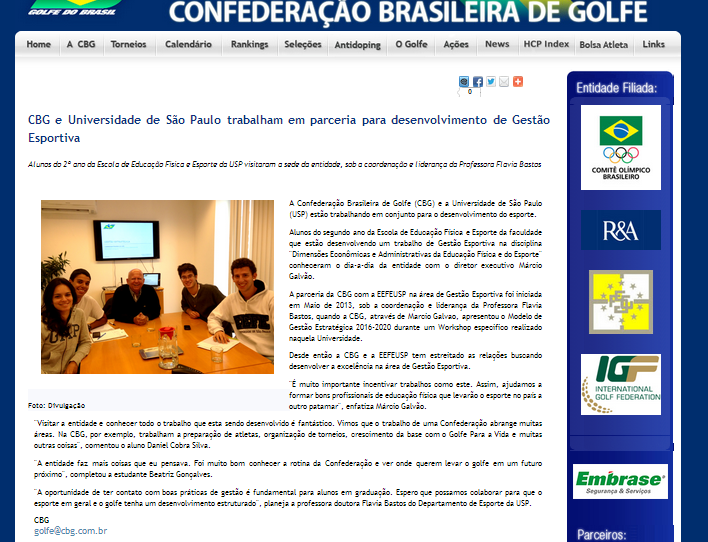 GOLFE DO BRASIL
CONFEDERAÇÃO BRASILEIRA DE GOLFE
Home A CBG Torneios Calendário Rankings Seleções Antidoping O Golfe Ações News HCP Index Bolsa Atleta Links
0
CBG e Universidade de São Paulo trabalham em parceria para desenvolvimento de Gestão
Esportiva
Alunos do 2º ano da Escola de Educação Física e Esporte da USP visitaram a sede da entidade, sob a coordenação e liderança da Professora Flavia Bastos
A Confederação Brasileira de Golfe (CBG) e a Universidade de São Paulo
(USP) estão trabalhando em conjunto para o desenvolvimento do esporte.
Alunos do segundo ano da Escola de Educação Física e Esporte da faculdade
que estão desenvolvendo um trabalho de Gestão Esportiva na disciplina
"Dimensões Econômicas e Administrativas da Educação Física e do Esporte"
conheceram o dia-a-dia da entidade com o diretor executivo Márcio
Galvão.
A parceria da CBG com a EEFEUSP na área de Gestão Esportiva foi iniciada
em Maio de 2013, sob a coordenação e liderança da Professora Flavia
Bastos, quando a CBG, através de Marcio Galvao, apresentou o Modelo de
Gestão Estratégica 2016-2020 durante um Workshop específico realizado
naquela Universidade.
Desde então a CBG e a EEFEUSP tem estreitado as relações buscando
desenvolver a excelência na área de Gestão Esportiva.
"É muito importante incentivar trabalhos como este. Assim, ajudamos a
formar bons profissionais de educação física que levarão o esporte no país a
outro patamar", enfatiza Márcio Galvão.
Foto: Divulgação
"Visitar a entidade e conhecer todo o trabalho que esta sendo desenvolvido é fantástico. Vimos que o trabalho de uma Confederação abrange muitas
áreas. Na CBG, por exemplo, trabalham a preparação de atletas, organização de torneios, crescimento da base com o Golfe Para a Vida e muitas
outras coisas", comentou o aluno Daniel Cobra Silva.
"A entidade faz mais coisas que eu pensava. Foi muito bom conhecer a rotina da Confederação e ver onde querem levar o golfe em um futuro
próximo", completou a estudante Beatriz Gonçalves.
"A oportunidade de ter contato com boas práticas de gestão é fundamental para alunos em graduação. Espero que possamos colaborar para que o
esporte em geral e o golfe tenha um desenvolvimento estruturado", planeja a professora doutora Flavia Bastos do Departamento de Esporte da USP.
CBG
golfe@cbg.com.br
Entidade Filiada:
COMITÊ OLÍMPICO
BRASILEIRO
R&A
IGF
INTERNATIONAL
GOLF FEDERATION
Embrase
Segurança & Serviços
Parceiros: